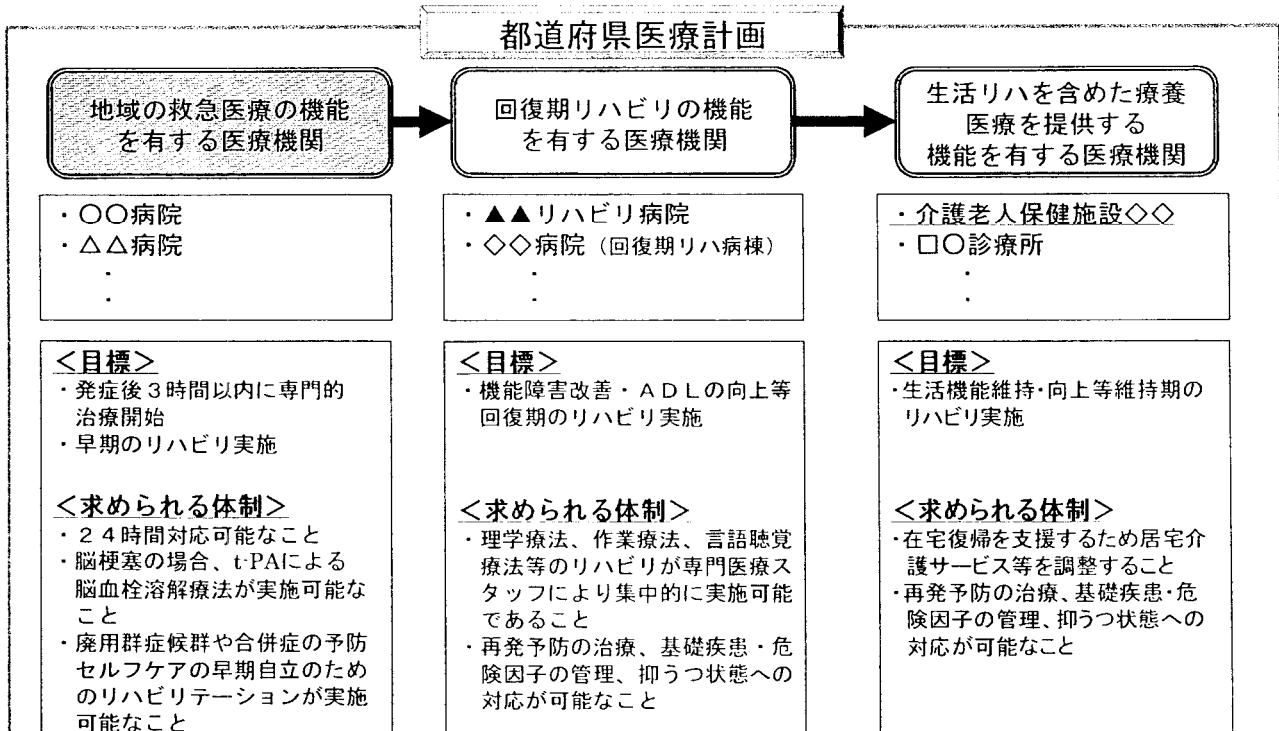 都道府県医療計画
地域の救急医療の機能
を有する医療機関
・〇〇病院
・△△病院
・
・
<目標>
・発症後３時間以内に専門的
治療開始
・早期のリハビリ実施
<求められる体制>
・２４時間対応可能なこと
・脳梗塞の場合、t-PAによる
脳血栓溶解療法が実施可能な
こと
・廃用群症候群や合併症の予防
セルフケアの早期自立のため
のリハビリテーションが実施
可能なこと
回復期リハビリの機能
を有する医療機関
・▲▲リハビリ病院
・◇◇病院（回復期リハ病棟）
・
・
<目標>
・機能障害改善・ＡＤＬの向上等
回復期のリハビリ実施
<求められる体制>
・理学療法、作業療法、言語聴覚
療法等のリハビリが専門医療ス
タッフにより集中的に実施可能
であること
・再発予防の治療、基礎疾患・危
険因子の管理、抑うつ状態への
対応が可能なこと
生活リハを含めた療養
医療を提供する
機能を有する医療機関
・介護老人保健施設◇◇
・□〇診療所
・
・
<目標>
・生活機能維持・向上等維持期の
リハビリ実施
<求められる体制>
・在宅復帰を支援するため居宅介
護サービス等を調整すること
・再発予防の治療、基礎疾患・危
険因子の管理、抑うつ状態への
対応が可能なこと